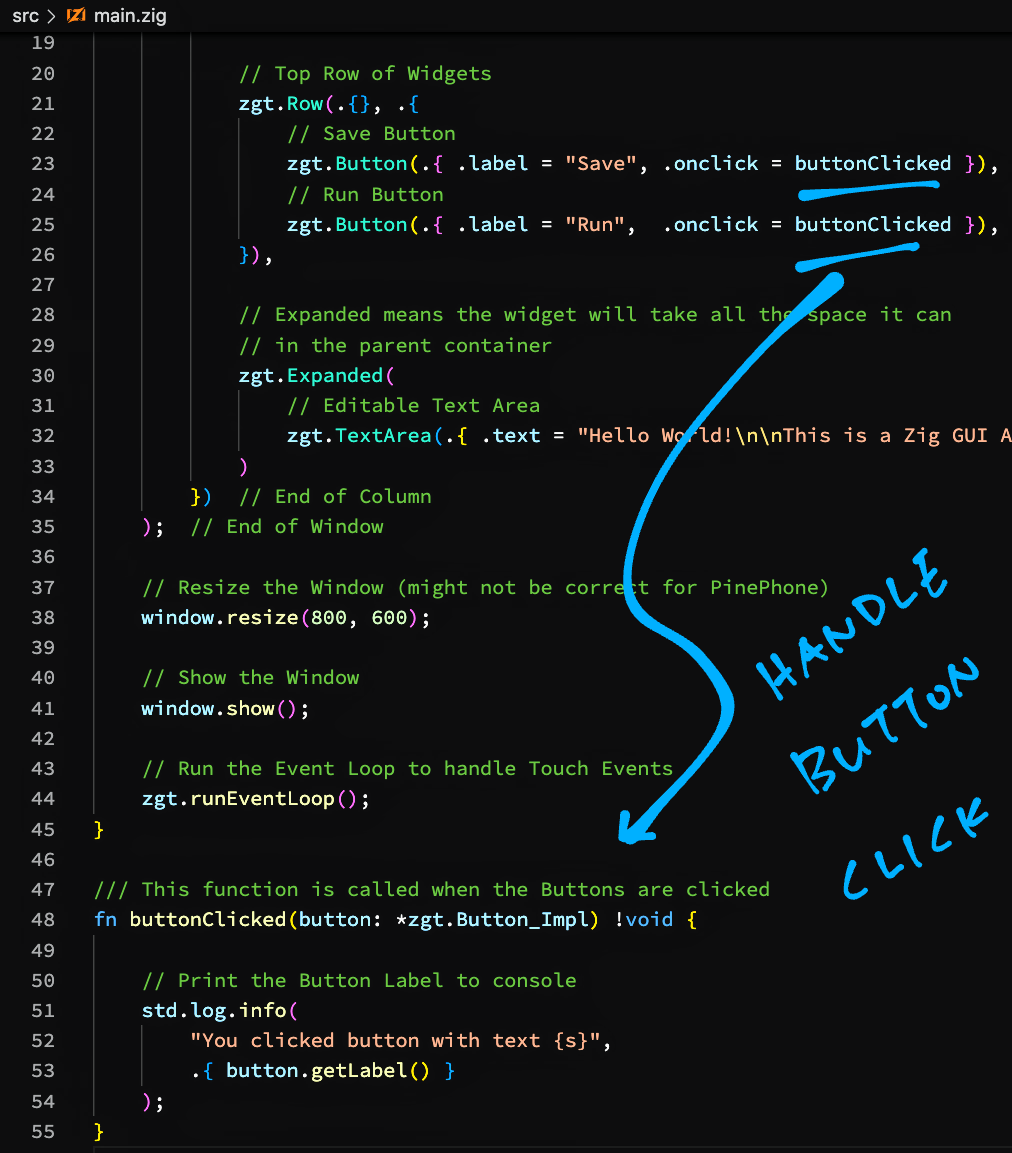 src > main.zig
19
20 // Top Row of Widgets
21 zgt.Row(.{}, .{
22 // Save Button
23 zgt.Button(.{ .label = "Save", .onclick = buttonClicked }),
24 // Run Button
25 zgt.Button(.{ .label = "Run",  .onclick = buttonClicked }),
26 }),
27
28 // Expanded means the widget will take all the space it can
29 // in the parent container
30 zgt.Expanded(
31 // Editable Text Area
32 zgt.TextArea(.{ .text = "Hello World!\n\nThis is a Zig GUI A
33 )
34 })  // End of Column
35 );  // End of Window
36
37 // Resize the Window (might not be correct for PinePhone)
38 window.resize(800, 600);
39
40 // Show the Window
41 window.show();
42
43 // Run the Event Loop to handle Touch Events
44 zgt.runEventLoop();
45 }
46
47 /// This function is called when the Buttons are clicked
48 fn buttonClicked(button: *zgt.Button_Impl) !void {
49
50 // Print the Button Label to console
51 std.log.info(
52 "You clicked button with text {s}",
53 .{ button.getLabel() }
54 );
55 }
HANDLE
BUTTON
CLICK